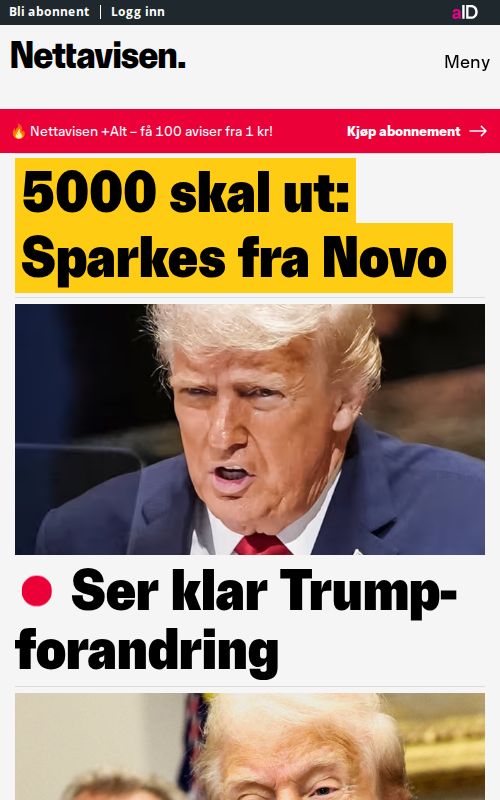 Bli abonnent | Logg inn
aID
Nettavisen.
Meny
🔥 Nettavisen +Alt – få 100 aviser fra 1 kr!
Kjøp abonnement →
5000 skal ut:
Sparkes fra Novo
Ser klar Trump-
forandring